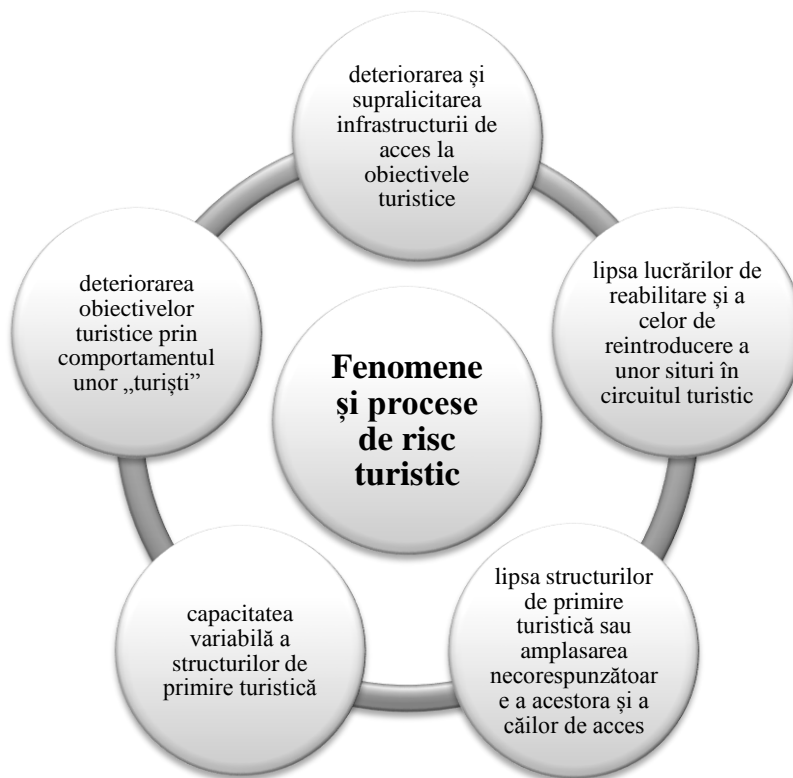 deteriorarea și
supralicitarea
infrastructurii de
acces la
obiectivele
turistice
lipsa lucrărilor de
reabilitare și a
celor de
reintroducere a
unor situri în
circuitul turistic
lipsa structurilor
de primire
turistică sau
amplasarea
necorespunzătoar
e a acestora și a
căilor de acces
capacitatea
variabilă a
structurilor de
primire turistică
deteriorarea
obiectivelor
turistice prin
comportamentul
unor „turiști”
Fenomene
și procese
de risc
turistic